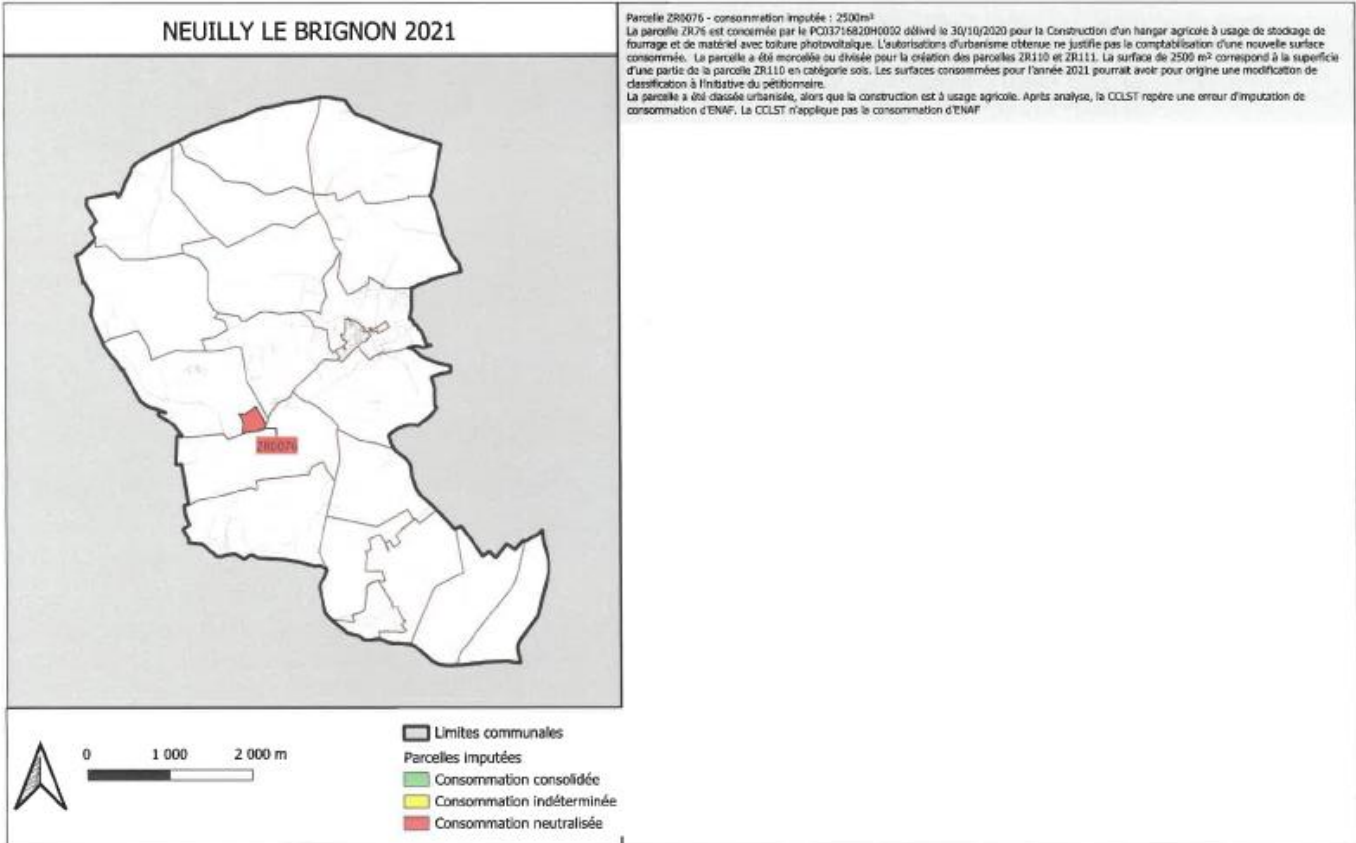 NEUILLY LE BRIGNON 2021
Parcelle ZR0076 - consommation imputée : 2500m²
La parcelle ZR76 est concernée par le PC03716820H0002 délivré le 30/10/2020 pour la Construction d'un hangar agricole à usage de stockage de
fourrage et de matériel avec toiture photovoltaïque. L'autorisations d'urbanisme obtenue ne justifie pas la comptabilisation d'une nouvelle surface
consommée. La parcelle a été morcelée ou divisée pour la création des parcelles ZR110 et ZR111. La surface de 2500 m² correspond à la superficie
d'une partie de la parcelle ZR110 en catégorie sols. Les surfaces consommées pour l'année 2021 pourrait avoir pour origine une modification de
classification à l'initiative du pétitionnaire.
La parcelle a été classée urbanisée, alors que la construction est à usage agricole. Après analyse, la CCLST repère une erreur d'imputation de
consommation d'ENAF. La CCLST n'applique pas la consommation d'ENAF
ZR0076
0 1 000 2 000 m
Limites communales
Parcelles imputées
Consommation consolidée
Consommation indéterminée
Consommation neutralisée